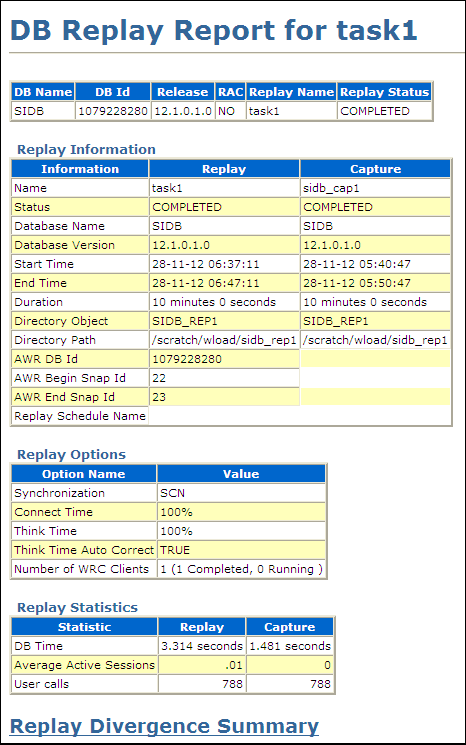 DB Replay Report for task1
DB Name DB Id Release RAC Replay Name Replay Status
SIDB 1079228280 12.1.0.1.0 NO task1 COMPLETED
Replay Information
Information Replay Capture
Name task1 sidb_cap1
Status COMPLETED COMPLETED
Database Name SIDB SIDB
Database Version 12.1.0.1.0 12.1.0.1.0
Start Time 28-11-12 06:37:11 28-11-12 05:40:47
End Time 28-11-12 06:47:11 28-11-12 05:50:47
Duration 10 minutes 0 seconds 10 minutes 0 seconds
Directory Object SIDB_REP1 SIDB_REP1
Directory Path /scratch/wload/sidb_rep1 /scratch/wload/sidb_rep1
AWR DB Id 1079228280
AWR Begin Snap Id 22
AWR End Snap Id 23
Replay Schedule Name
Replay Options
Option Name Value
Synchronization SCN
Connect Time 100%
Think Time 100%
Think Time Auto Correct TRUE
Number of WRC Clients 1 (1 Completed, 0 Running )
Replay Statistics
Statistic Replay Capture
DB Time 3.314 seconds 1.481 seconds
Average Active Sessions .01 0
User calls 788 788
Replay Divergence Summary